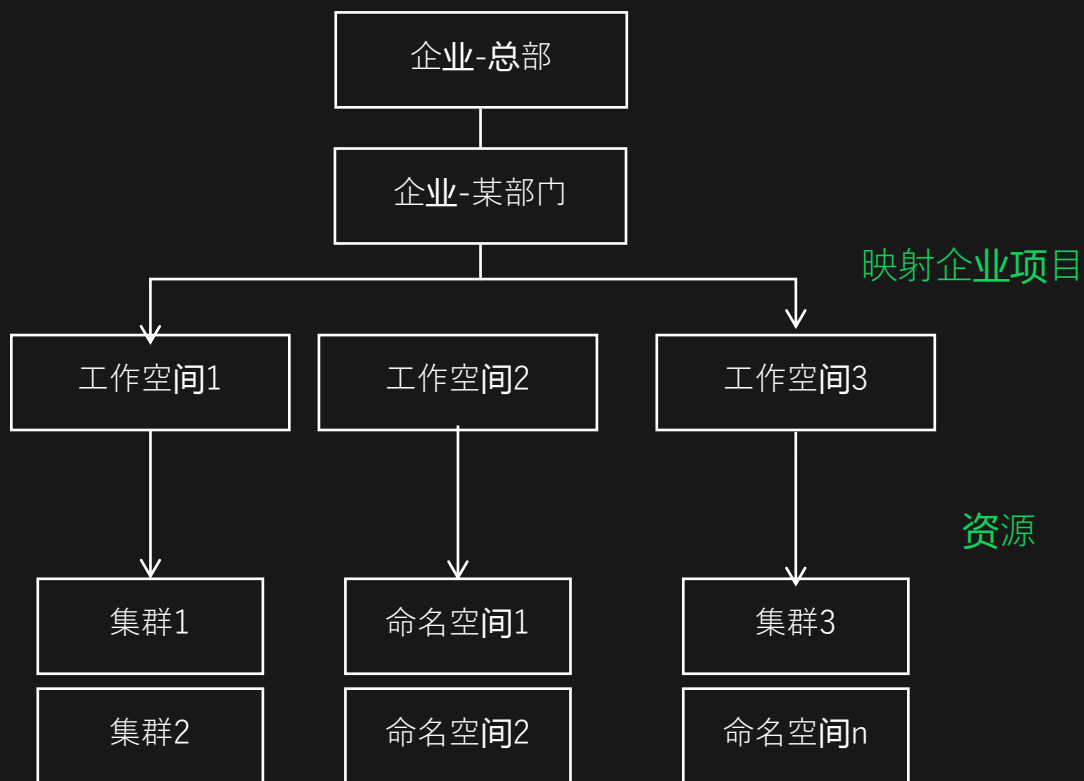 企业-总部
企业-某部门
映射企业项目
工作空间1
工作空间2
工作空间3
资源
集群1
命名空间1
集群3
集群2
命名空间2
命名空间n